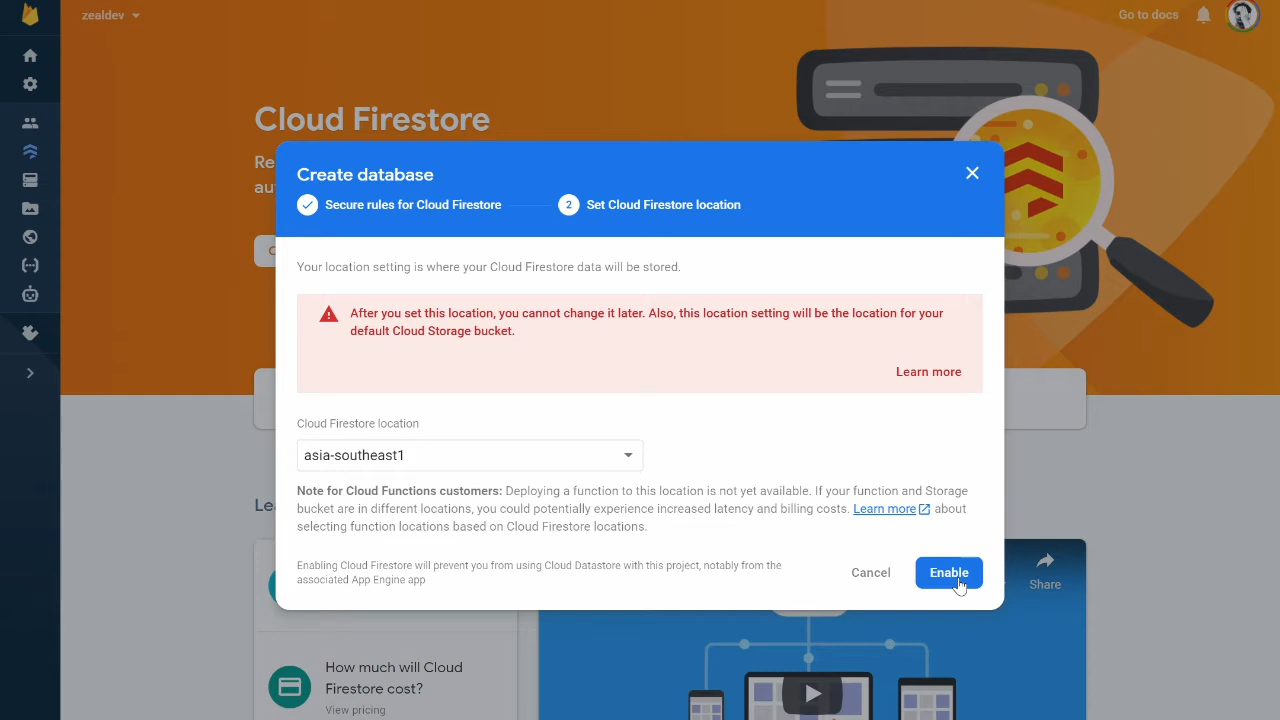 zealdev
Go to docs
Cloud Firestore
Re
au
Create database
Secure rules for Cloud Firestore
2
Set Cloud Firestore location
Your location setting is where your Cloud Firestore data will be stored.
After you set this location, you cannot change it later. Also, this location setting will be the location for your
default Cloud Storage bucket.
Learn more
Cloud Firestore location
asia-southeast1
Note for Cloud Functions customers: Deploying a function to this location is not yet available. If your function and Storage
bucket are in different locations, you could potentially experience increased latency and billing costs. Learn more about
selecting function locations based on Cloud Firestore locations.
Enabling Cloud Firestore will prevent you from using Cloud Datastore with this project, notably from the
associated App Engine app
Cancel
Enable
Lea
Share
How much will Cloud
Firestore cost?
View pricing